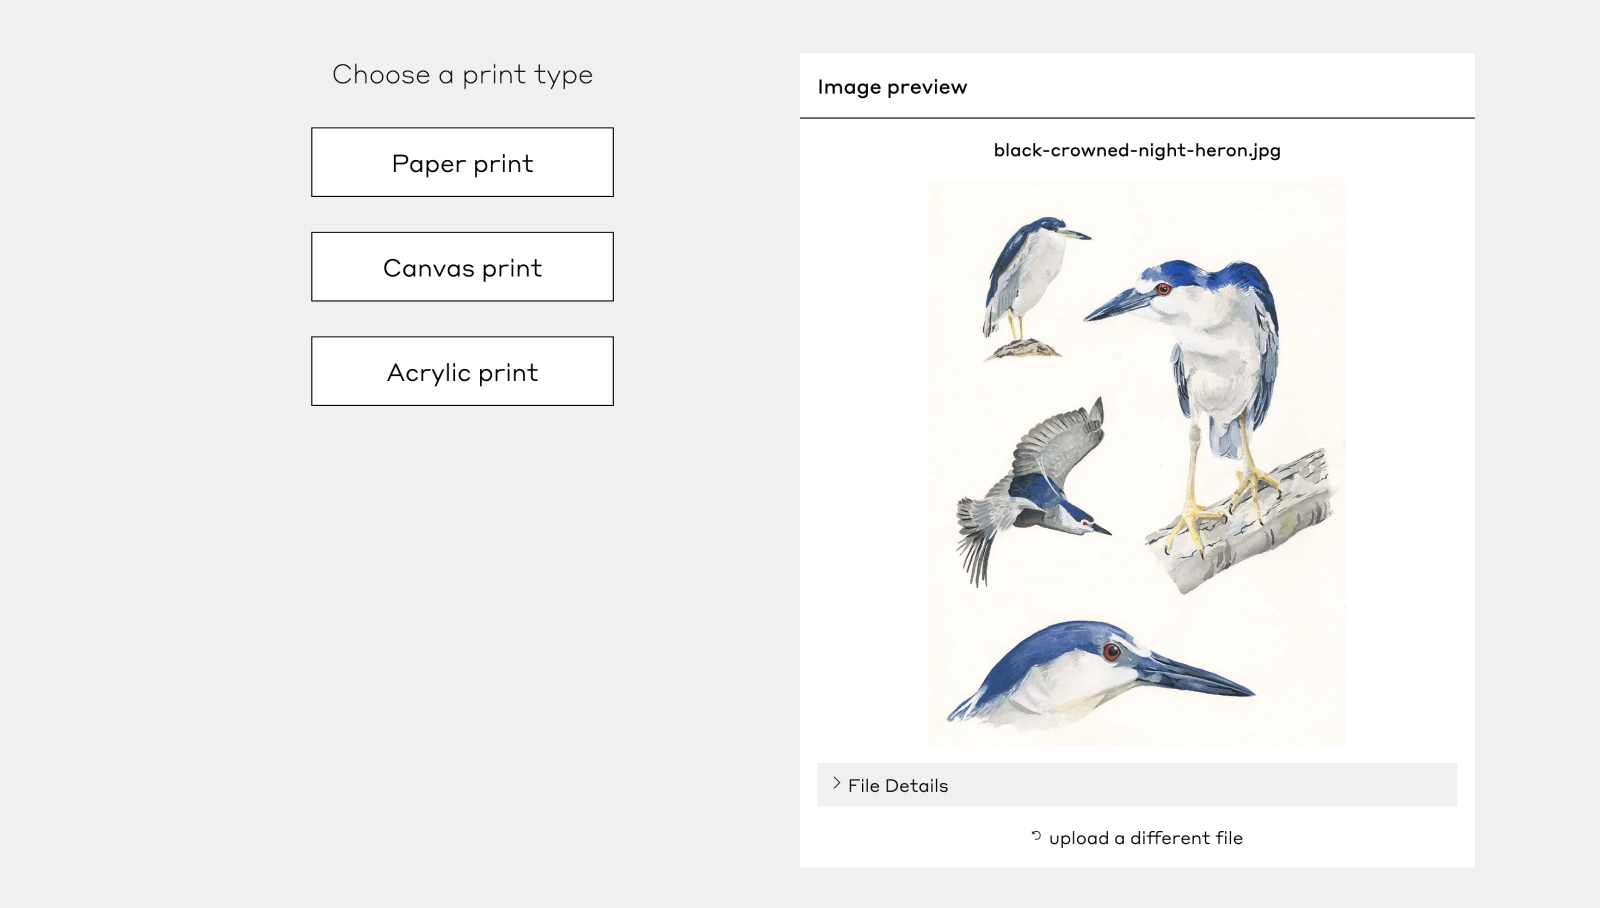 Choose a print type
Paper print
Canvas print
Acrylic print
Image preview
black-crowned-night-heron.jpg
File Details
upload a different file